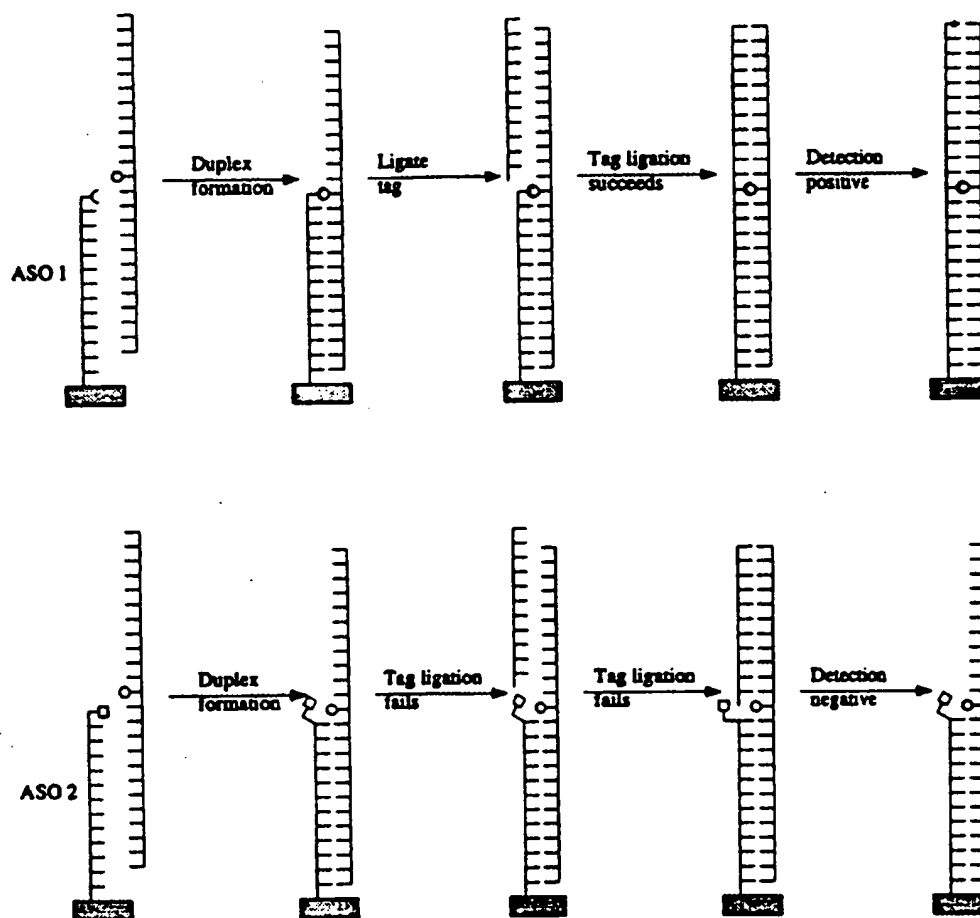 Duplex
formation
Ligate
tag
Tag ligation
succeeds
Detection
positive
ASO 1
Duplex
formation
Tag ligation
fails
Tag ligation
fails
Detection
negative
ASO 2